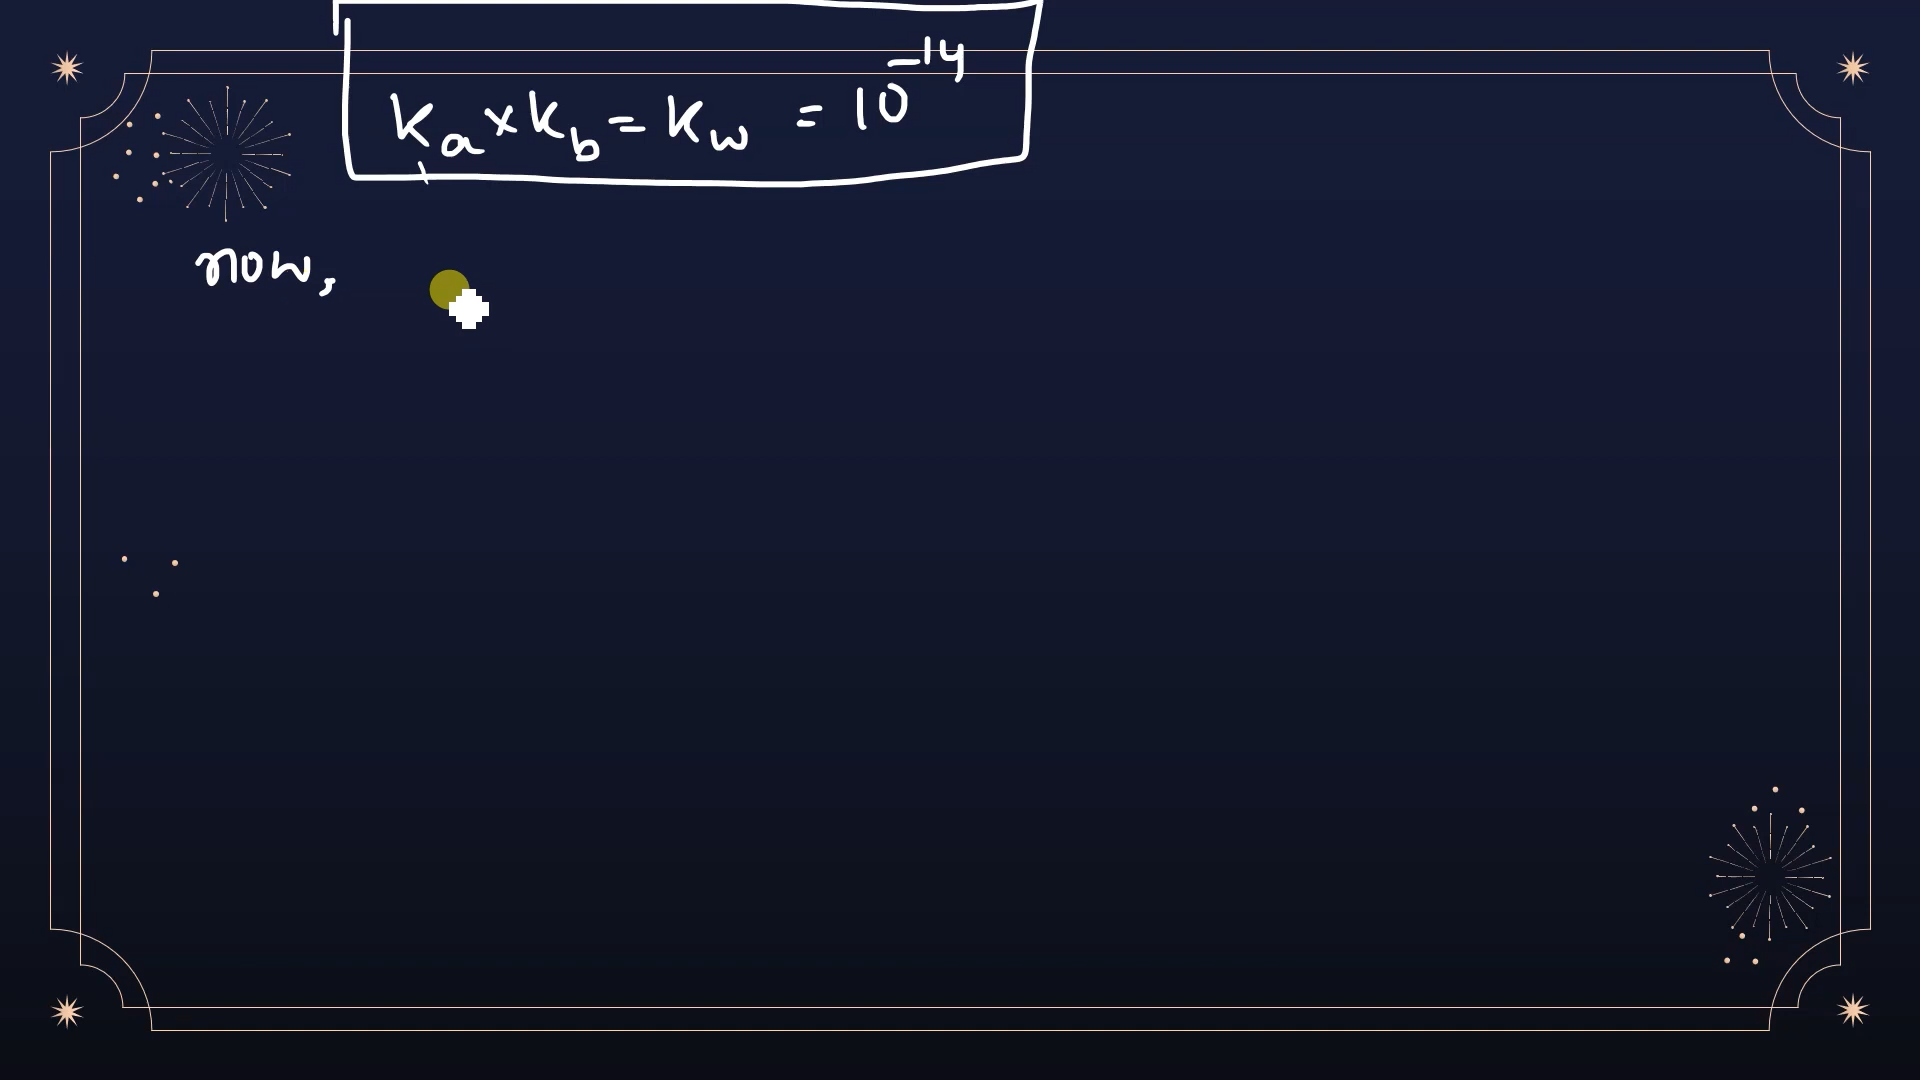 Ka × Kb = Kw = 10⁻¹⁴
now,